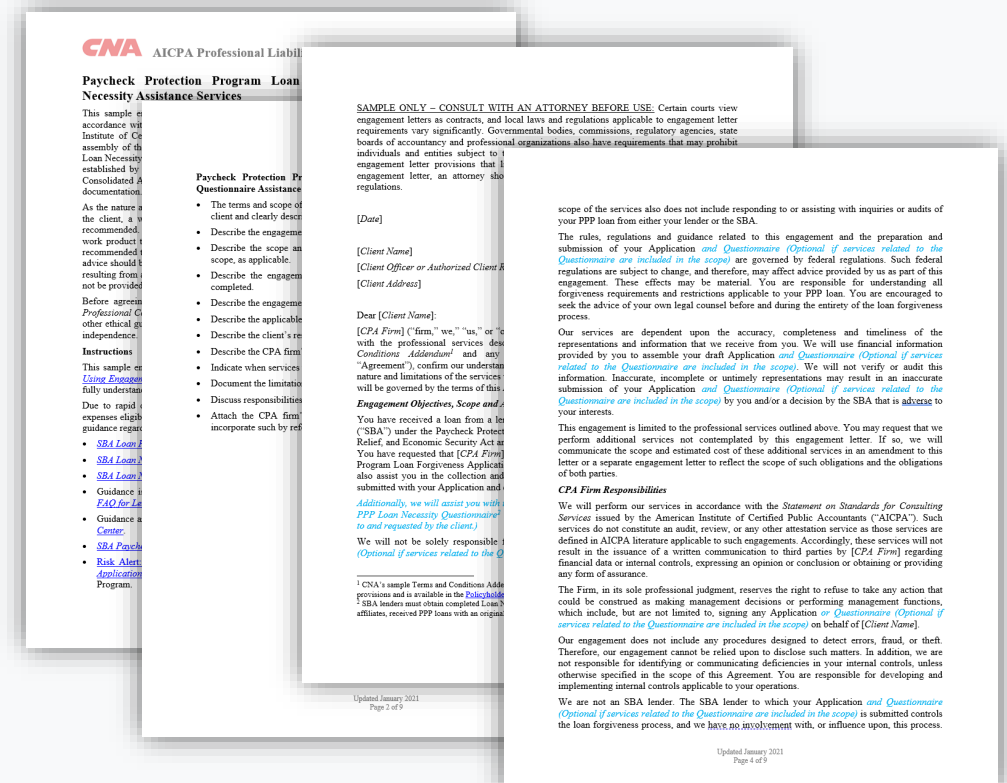 CNA AICPA Professional Liabil
Paycheck Protection Program Loan
Necessity Assistance Services
This sample en
accordance wit
Institute of Ce
assembly of th
Loan Necessity
established by
Consolidated A
documentation.
As the nature a
the client, a w
recommended.
work product t
recommended t
advice should b
resulting from a
not be provided
Before agreein
Professional Co
other ethical gu
independence.
Instructions
This sample en
Using Engagem
fully understan
Due to rapid c
expenses eligib
guidance regard
• SBA Loan F
• SBA Loan N
• SBA Loan N
• Guidance is
FAQ for Le
• Guidance a
Center.
• SBA Paych
• Risk Alert:
Application
Program.
Paycheck Protection Pr
Questionnaire Assistance
• The terms and scope of
client and clearly descri
• Describe the engageme
• Describe the scope an
scope, as applicable.
• Describe the engagem
completed.
• Describe the engageme
• Describe the applicable
• Describe the client’s re
• Describe the CPA firm’
• Indicate when services
• Document the limitatio
• Discuss responsibilities
• Attach the CPA firm’
incorporate such by refe
SAMPLE ONLY – CONSULT WITH AN ATTORNEY BEFORE USE: Certain courts view
engagement letters as contracts, and local laws and regulations applicable to engagement letter
requirements vary significantly. Governmental bodies, commissions, regulatory agencies, state
boards of accountancy and professional organizations also have requirements that may prohibit
individuals and entities subject to t
engagement letter provisions that li
engagement letter, an attorney sho
regulations.
[Date]
[Client Name]
[Client Officer or Authorized Client R
[Client Address]
Dear [Client Name]:
[CPA Firm] (“firm,” we,” “us,” or “o
with the professional services desc
Conditions Addendum1 and any
“Agreement”), confirm our understan
nature and limitations of the services
will be governed by the terms of this
Engagement Objectives, Scope and
You have received a loan from a len
(“SBA”) under the Paycheck Protect
Relief, and Economic Security Act an
You have requested that [CPA Firm]
Program Loan Forgiveness Applicatio
also assist you in the collection and
submitted with your Application and
Additionally, we will assist you with
PPP Loan Necessity Questionnaire2
to and requested by the client.)
We will not be solely responsible f
(Optional if services related to the Q
1 CNA’s sample Terms and Conditions Adde
provisions and is available in the Policyholde
2 SBA lenders must obtain completed Loan N
affiliates, received PPP loans with an origina
Updated January 2021
Page 2 of 9
scope of the services also does not include responding to or assisting with inquiries or audits of
your PPP loan from either your lender or the SBA.
The rules, regulations and guidance related to this engagement and the preparation and
submission of your Application and Questionnaire (Optional if services related to the
Questionnaire are included in the scope) are governed by federal regulations. Such federal
regulations are subject to change, and therefore, may affect advice provided by us as part of this
engagement. These effects may be material. You are responsible for understanding all
forgiveness requirements and restrictions applicable to your PPP loan. You are encouraged to
seek the advice of your own legal counsel before and during the entirety of the loan forgiveness
process.
Our services are dependent upon the accuracy, completeness and timeliness of the
representations and information that we receive from you. We will use financial information
provided by you to assemble your draft Application and Questionnaire (Optional if services
related to the Questionnaire are included in the scope). We will not verify or audit this
information. Inaccurate, incomplete or untimely representations may result in an inaccurate
submission of your Application and Questionnaire (Optional if services related to the
Questionnaire are included in the scope) by you and/or a decision by the SBA that is adverse to
your interests.
This engagement is limited to the professional services outlined above. You may request that we
perform additional services not contemplated by this engagement letter. If so, we will
communicate the scope and estimated cost of these additional services in an amendment to this
letter or a separate engagement letter to reflect the scope of such obligations and the obligations
of both parties.
CPA Firm Responsibilities
We will perform our services in accordance with the Statement on Standards for Consulting
Services issued by the American Institute of Certified Public Accountants (“AICPA”). Such
services do not constitute an audit, review, or any other attestation service as those services are
defined in AICPA literature applicable to such engagements. Accordingly, these services will not
result in the issuance of a written communication to third parties by [CPA Firm] regarding
financial data or internal controls, expressing an opinion or conclusion or obtaining or providing
any form of assurance.
The Firm, in its sole professional judgment, reserves the right to refuse to take any action that
could be construed as making management decisions or performing management functions,
which include, but are not limited to, signing any Application or Questionnaire (Optional if
services related to the Questionnaire are included in the scope) on behalf of [Client Name].
Our engagement does not include any procedures designed to detect errors, fraud, or theft.
Therefore, our engagement cannot be relied upon to disclose such matters. In addition, we are
not responsible for identifying or communicating deficiencies in your internal controls, unless
otherwise specified in the scope of this Agreement. You are responsible for developing and
implementing internal controls applicable to your operations.
We are not an SBA lender. The SBA lender to which your Application and Questionnaire
(Optional if services related to the Questionnaire are included in the scope) is submitted controls
the loan forgiveness process, and we have no involvement with, or influence upon, this process.
Updated January 2021
Page 4 of 9